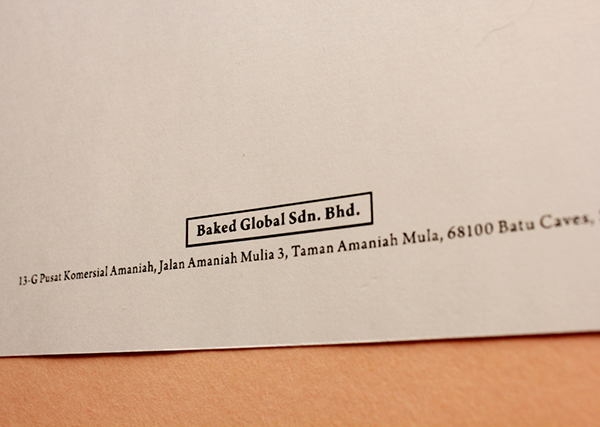 Baked Global Sdn. Bhd.
13-G Pusat Komersial Amaniah, Jalan Amaniah Mulia 3, Taman Amaniah Mula, 68100 Batu Caves,